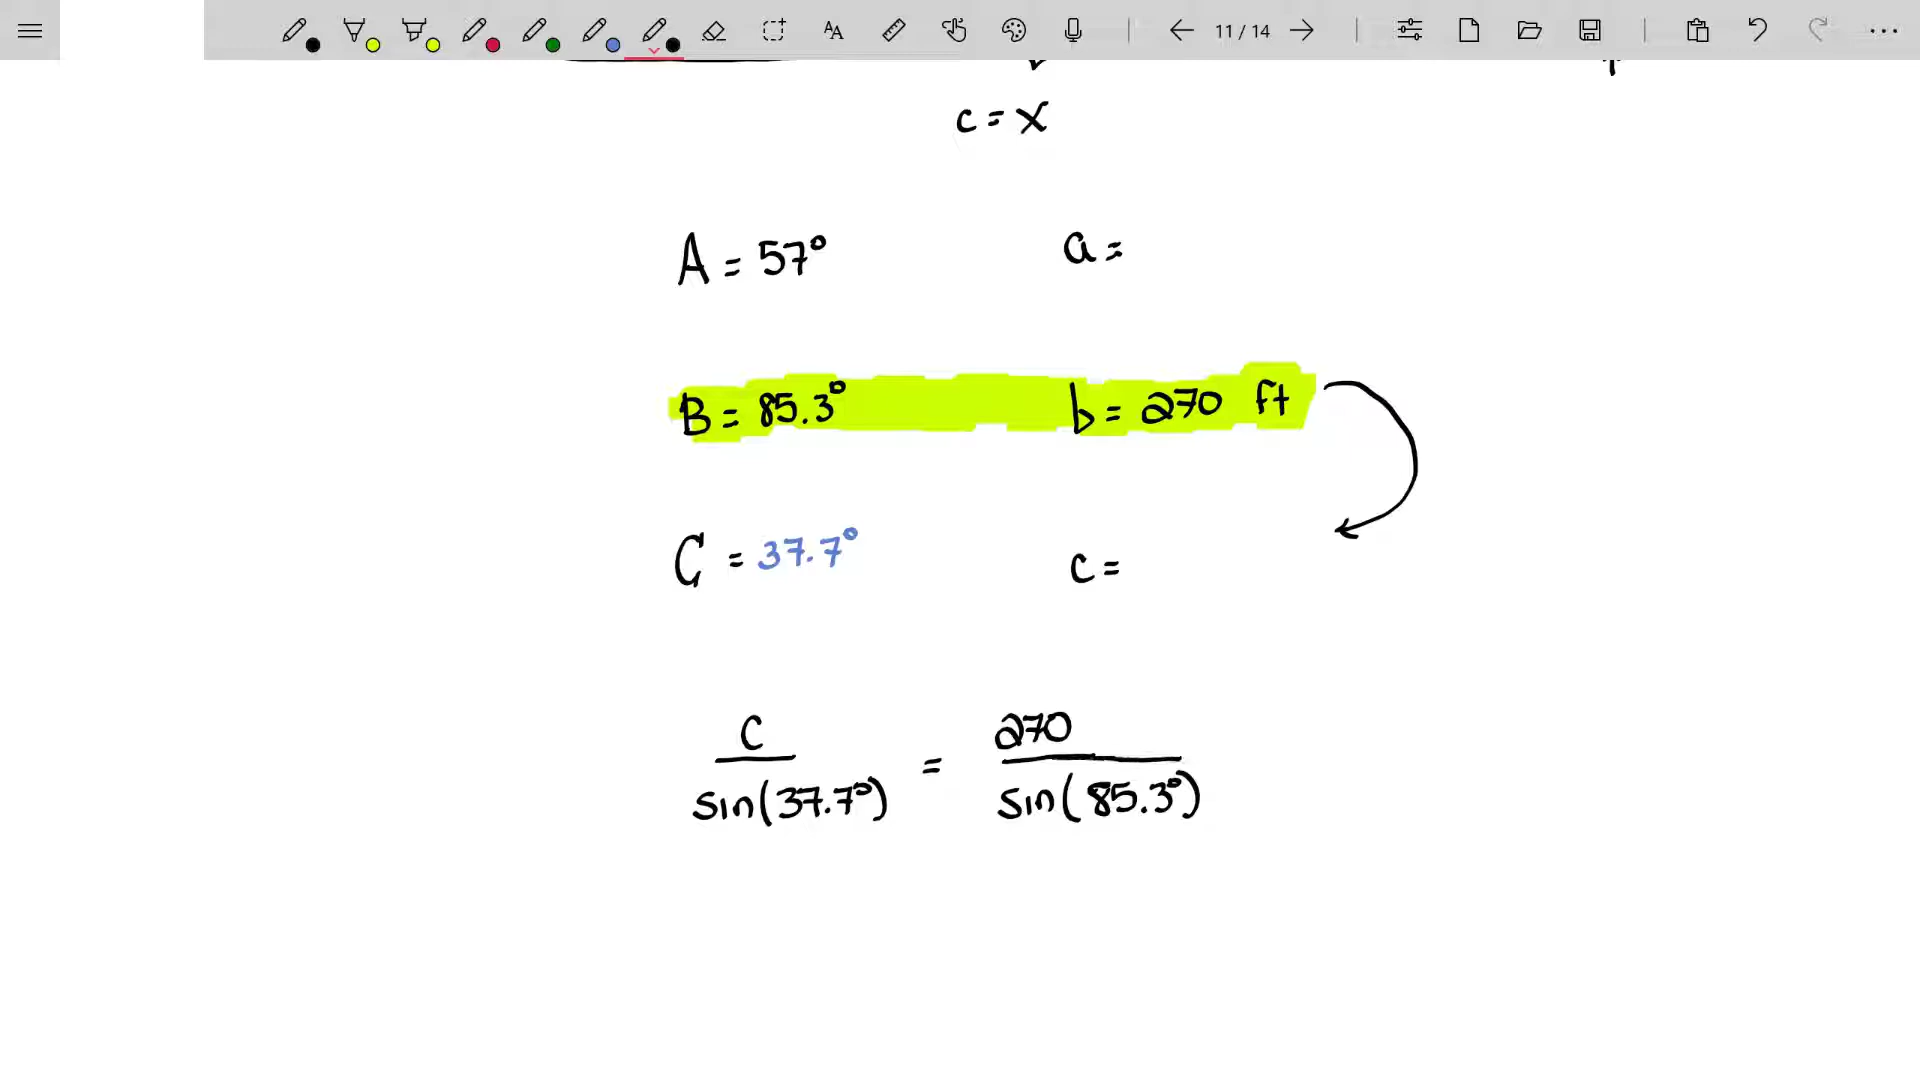 11 / 14
c = x
A = 57° a =
B = 85.3° b = 270 ft
C = 37.7° c =
c / sin(37.7°) = 270 / sin(85.3°)